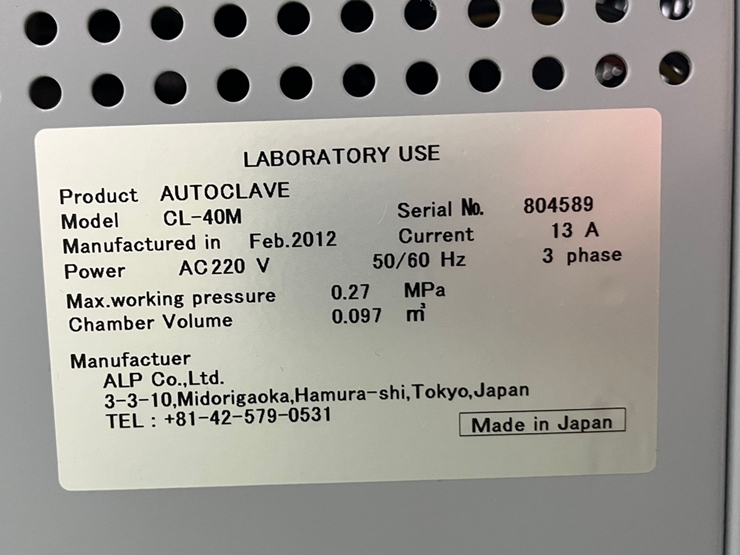 LABORATORY USE
Product AUTOCLAVE
Model CL-40M Serial No. 804589
Manufactured in Feb.2012 Current 13 A
Power AC 220 V 50/60 Hz 3 phase
Max.working pressure 0.27 MPa
Chamber Volume 0.097 ㎥
Manufactuer
ALP Co.,Ltd.
3-3-10,Midorigaoka,Hamura-shi,Tokyo,Japan
TEL : +81-42-579-0531
Made in Japan